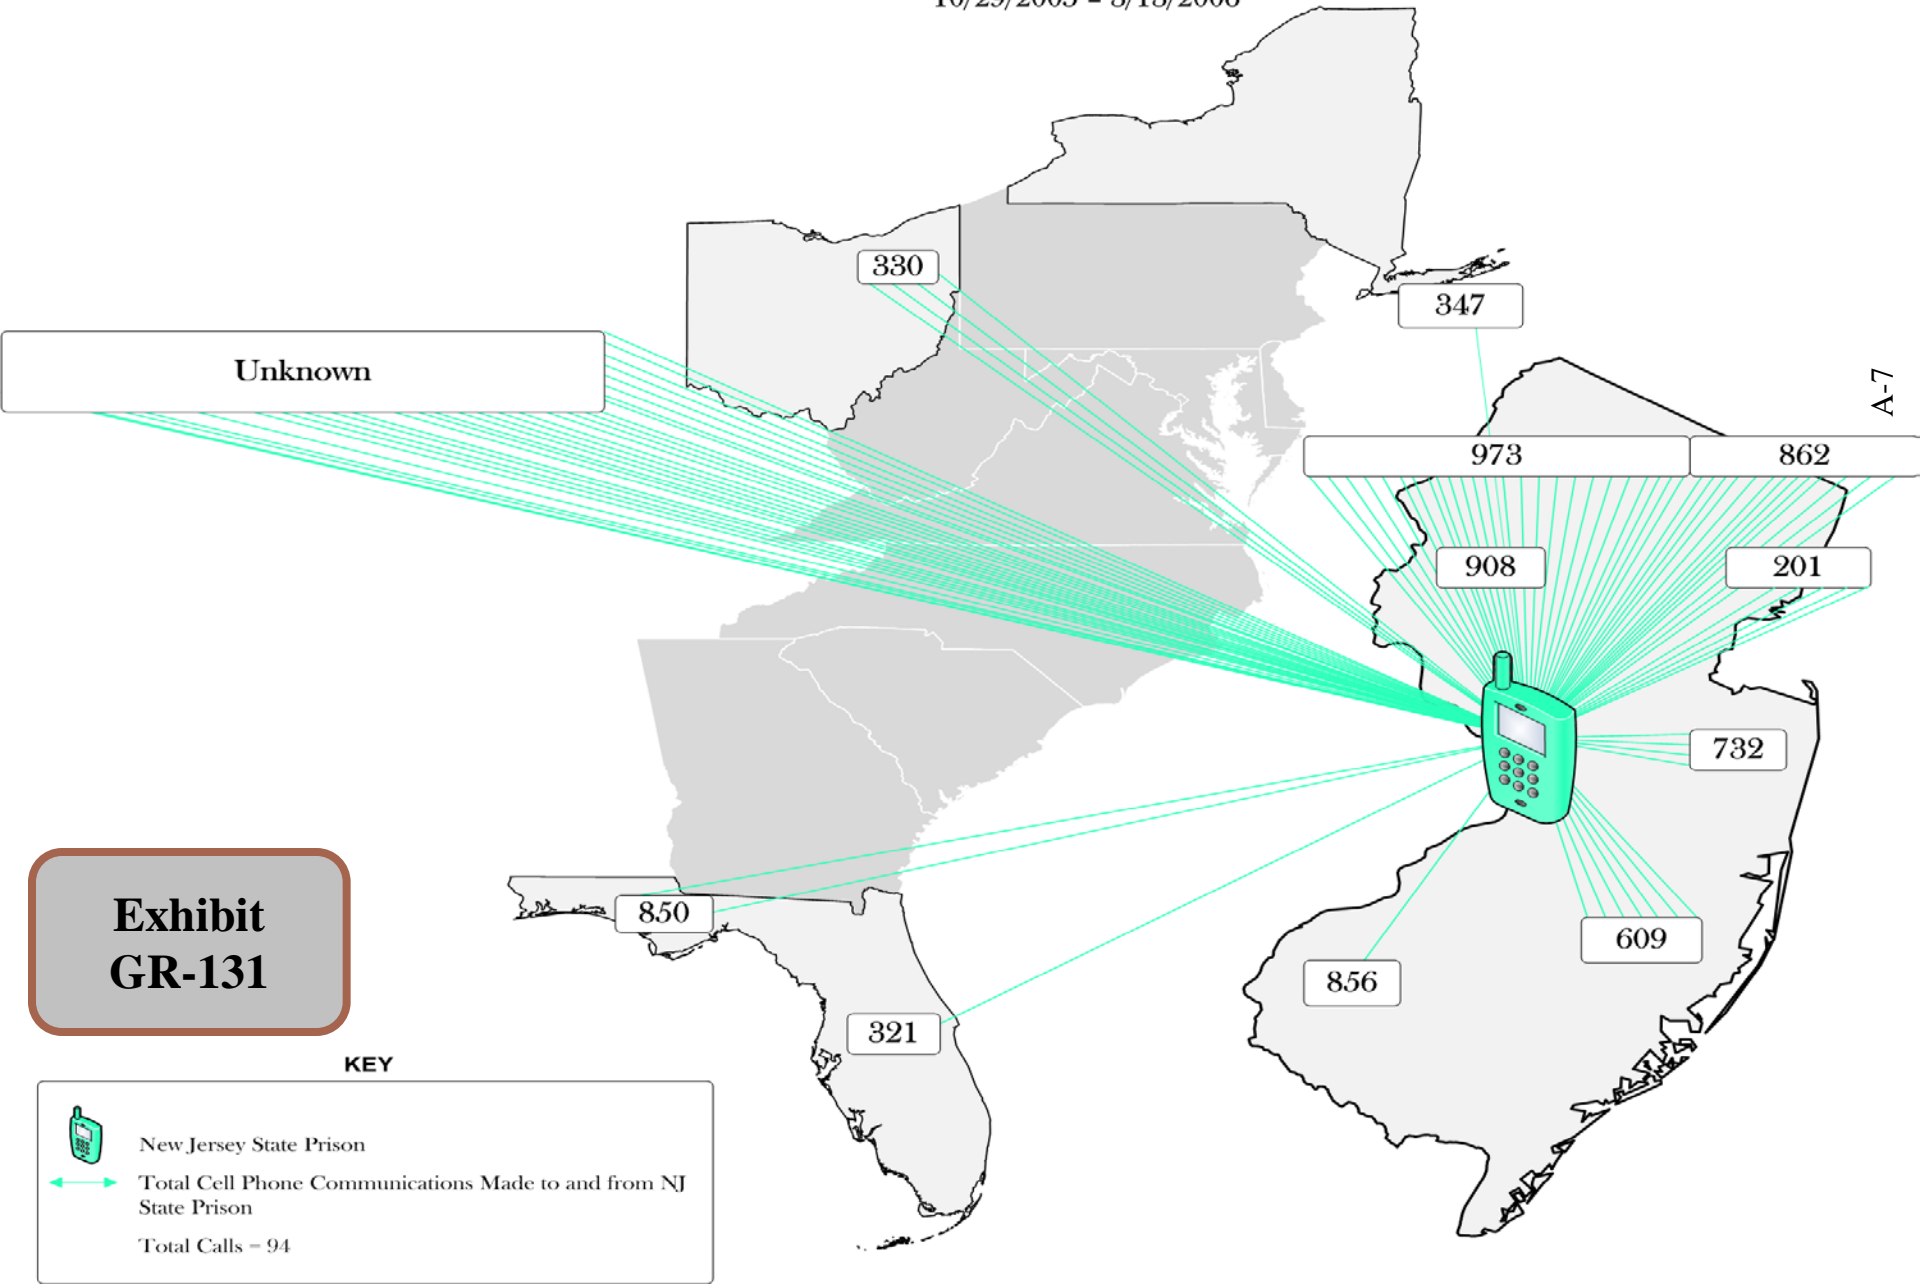 330
347
Unknown
A-7
973
862
908
201
732
850
609
856
321
Exhibit
GR-131
KEY
New Jersey State Prison
Total Cell Phone Communications Made to and from NJ
State Prison
Total Calls = 94